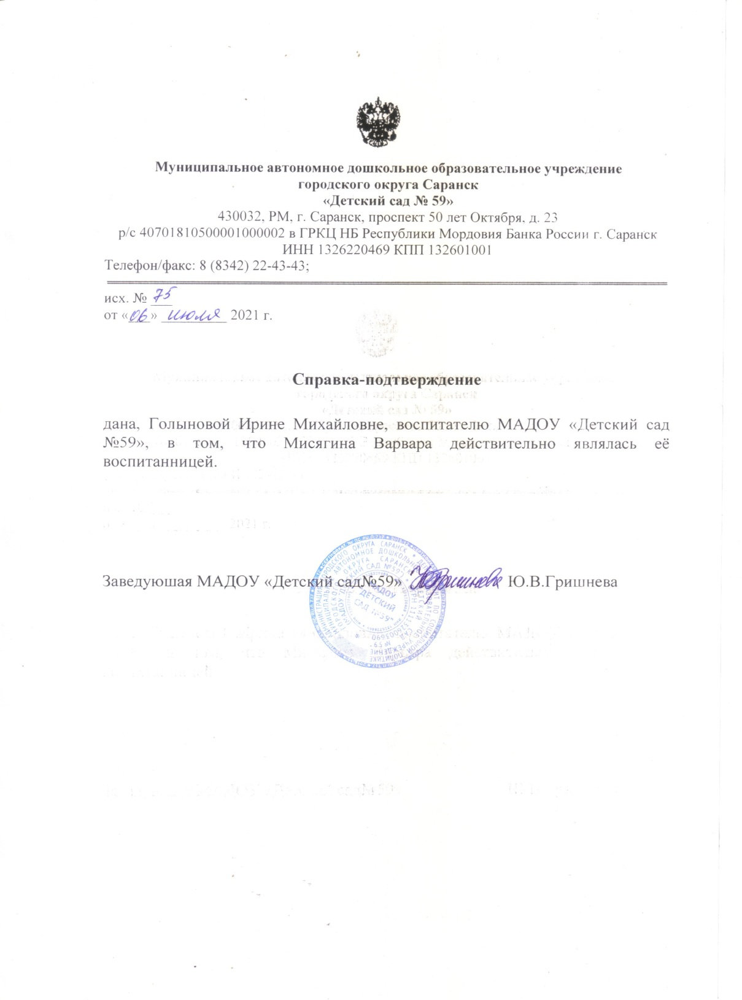 Муниципальное автономное дошкольное образовательное учреждение
городского округа Саранск
«Детский сад № 59»
430032, РМ, г. Саранск, проспект 50 лет Октября, д. 23
р/с 40701810500001000002 в ГРКЦ НБ Республики Мордовия Банка России г. Саранск
ИНН 1326220469 КПП 132601001
Телефон/факс: 8 (8342) 22-43-43;
исх. № 75
от «06» июля 2021 г.
Справка-подтверждение
дана, Голыновой Ирине Михайловне, воспитателю МАДОУ «Детский сад
№59», в том, что Мисягина Варвара действительно являлась её
воспитанницей.
Заведуюшая МАДОУ «Детский сад№59» Ю.В.Гришнева
МАДОУ
"ДЕТСКИЙ
САД №59"